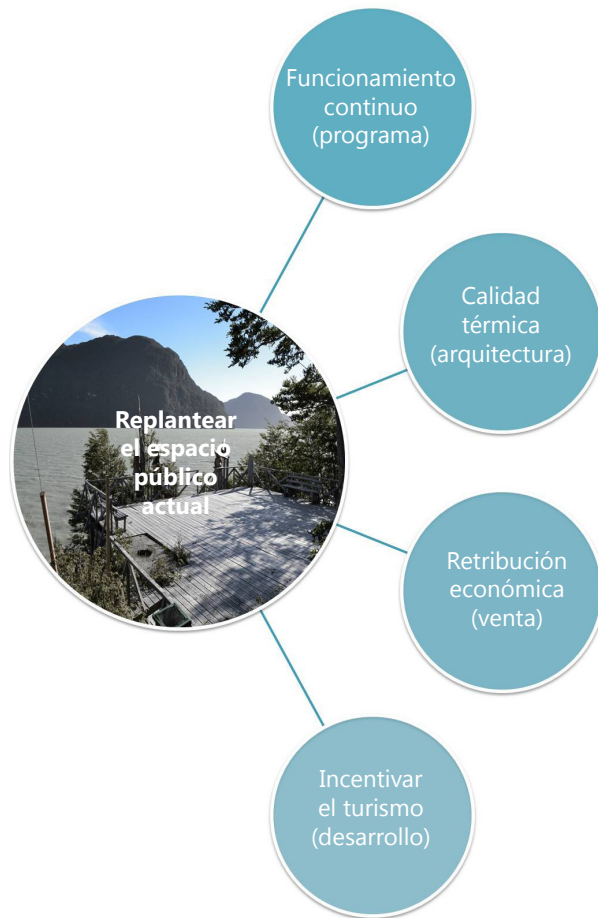 Funcionamiento
continuo
(programa)
Calidad
térmica
(arquitectura)
Replantear
el espacio
público
actual
Retribución
económica
(venta)
Incentivar
el turismo
(desarrollo)